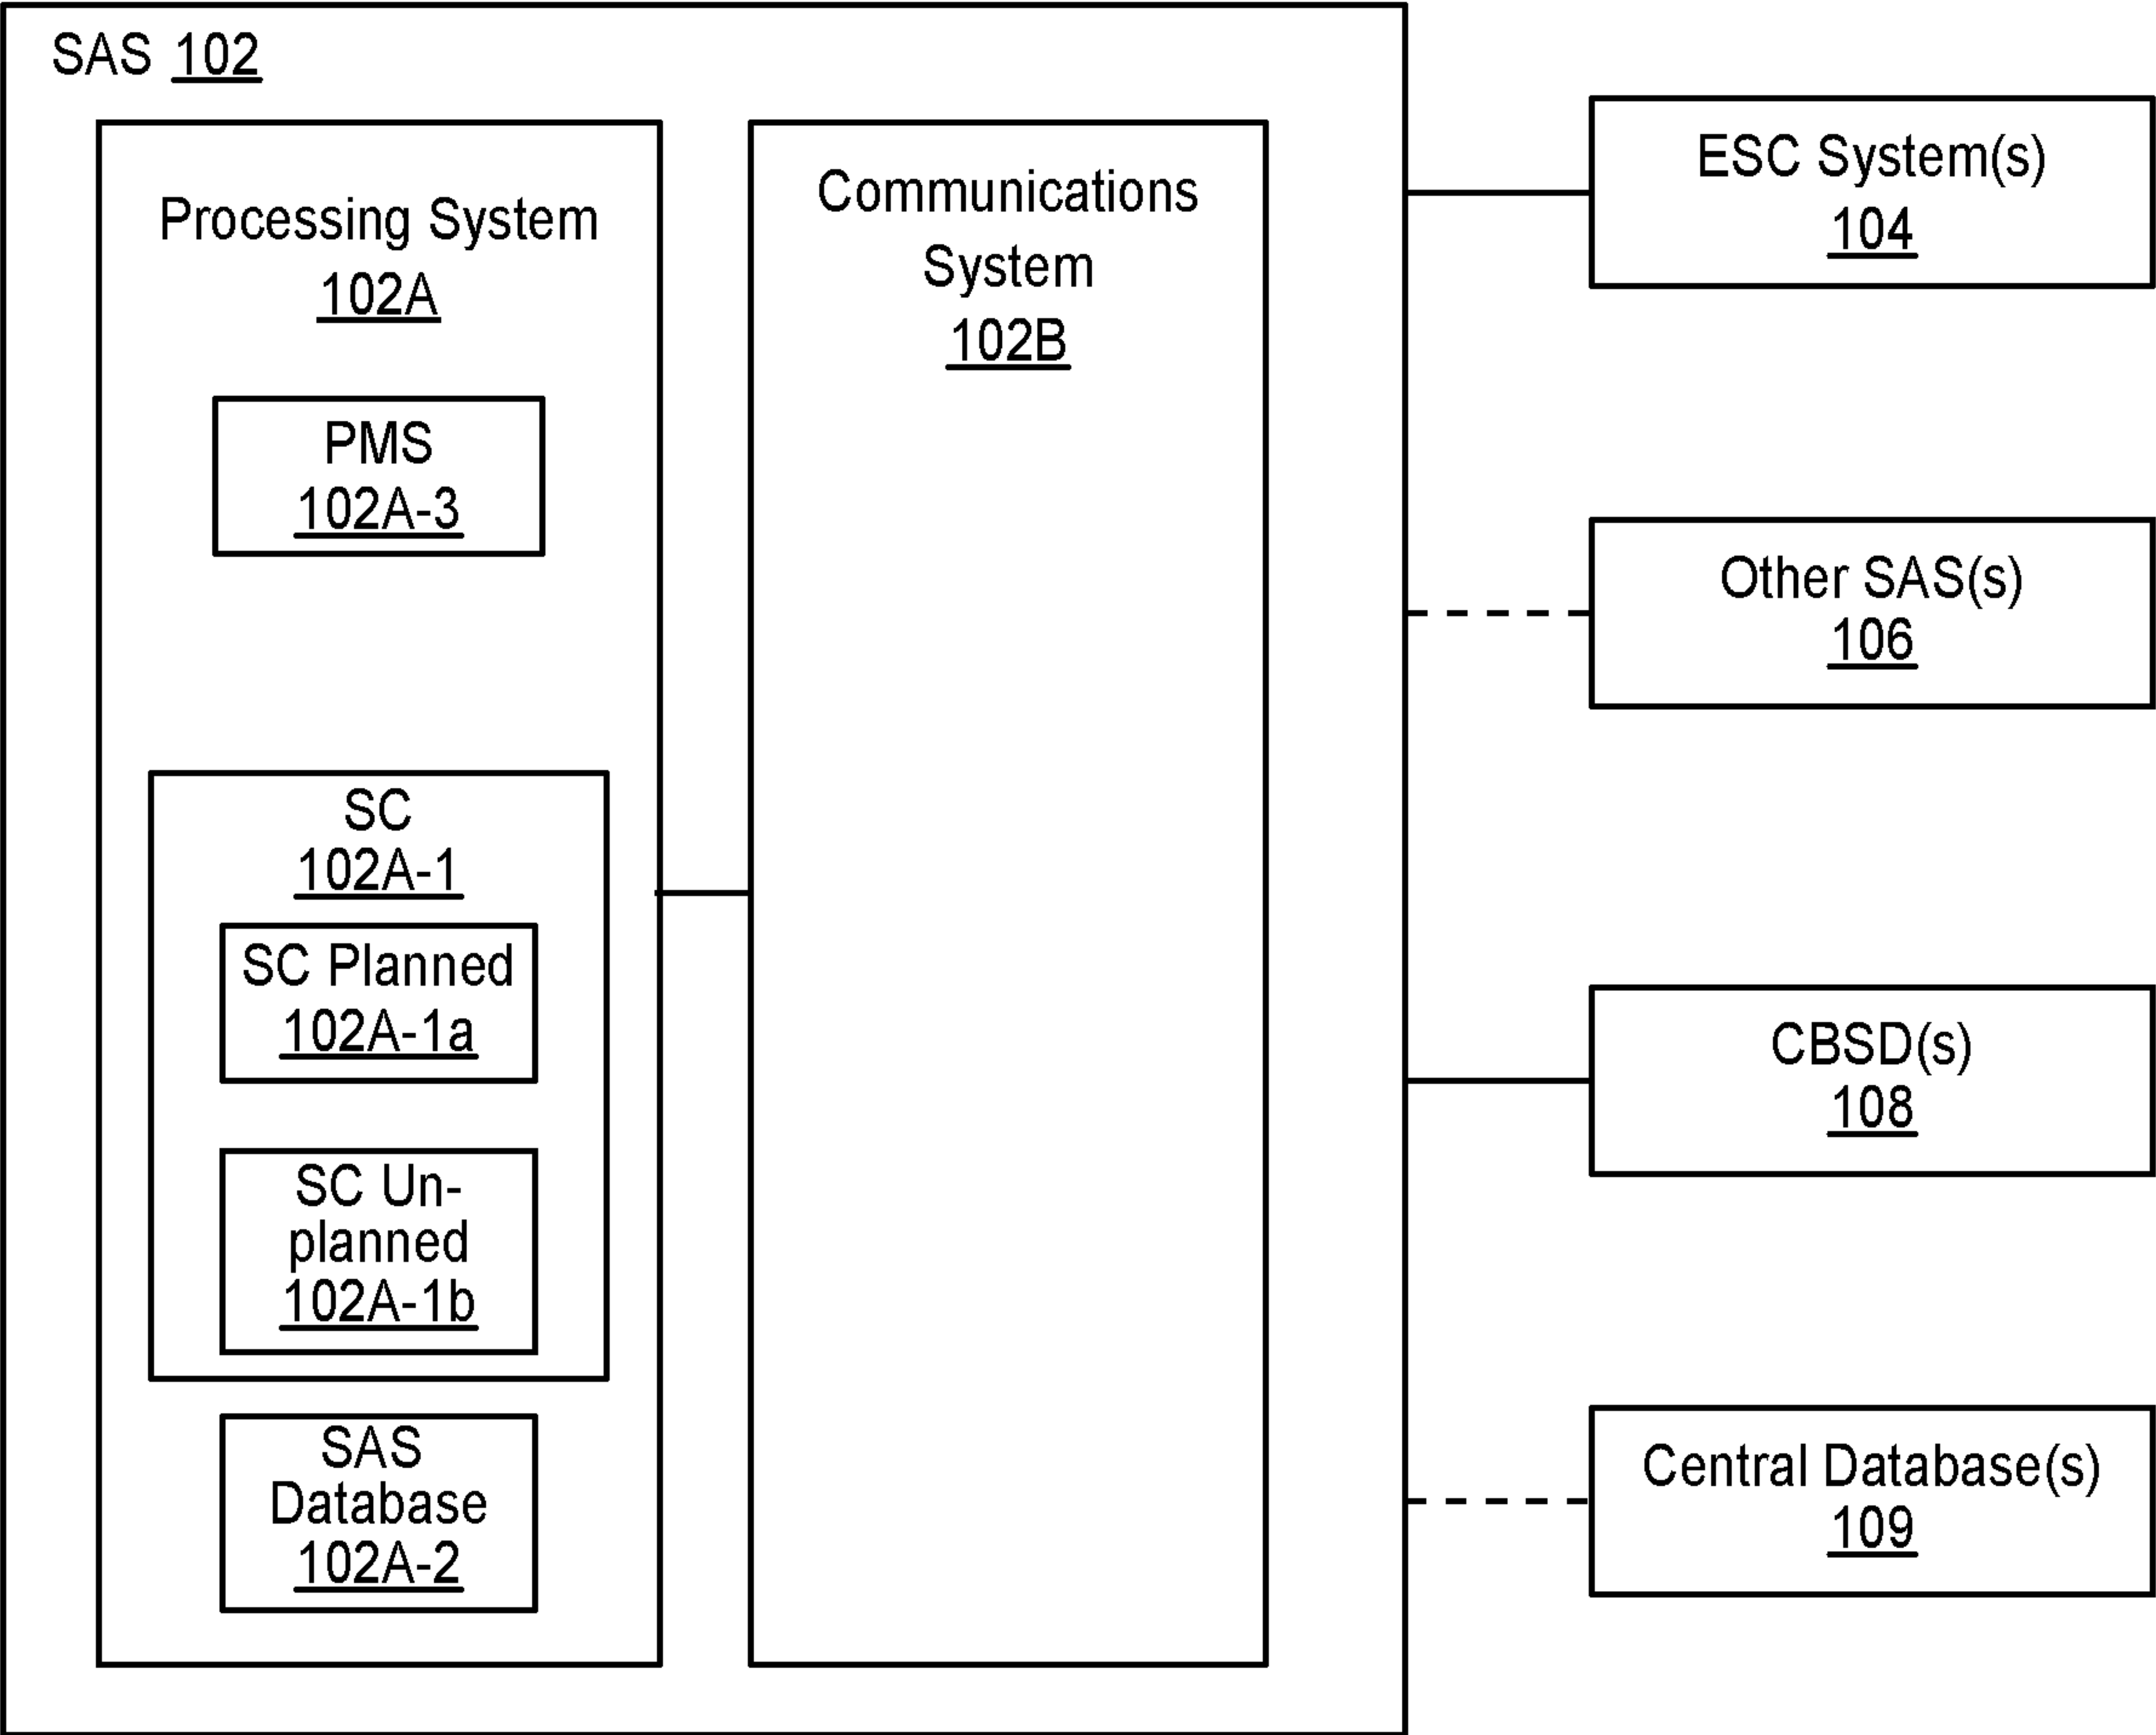 SAS 102
Processing System
102A
PMS
102A-3
SC
102A-1
SC Planned
102A-1a
SC Un-
planned
102A-1b
SAS
Database
102A-2
Communications
System
102B
ESC System(s)
104
Other SAS(s)
106
CBSD(s)
108
Central Database(s)
109